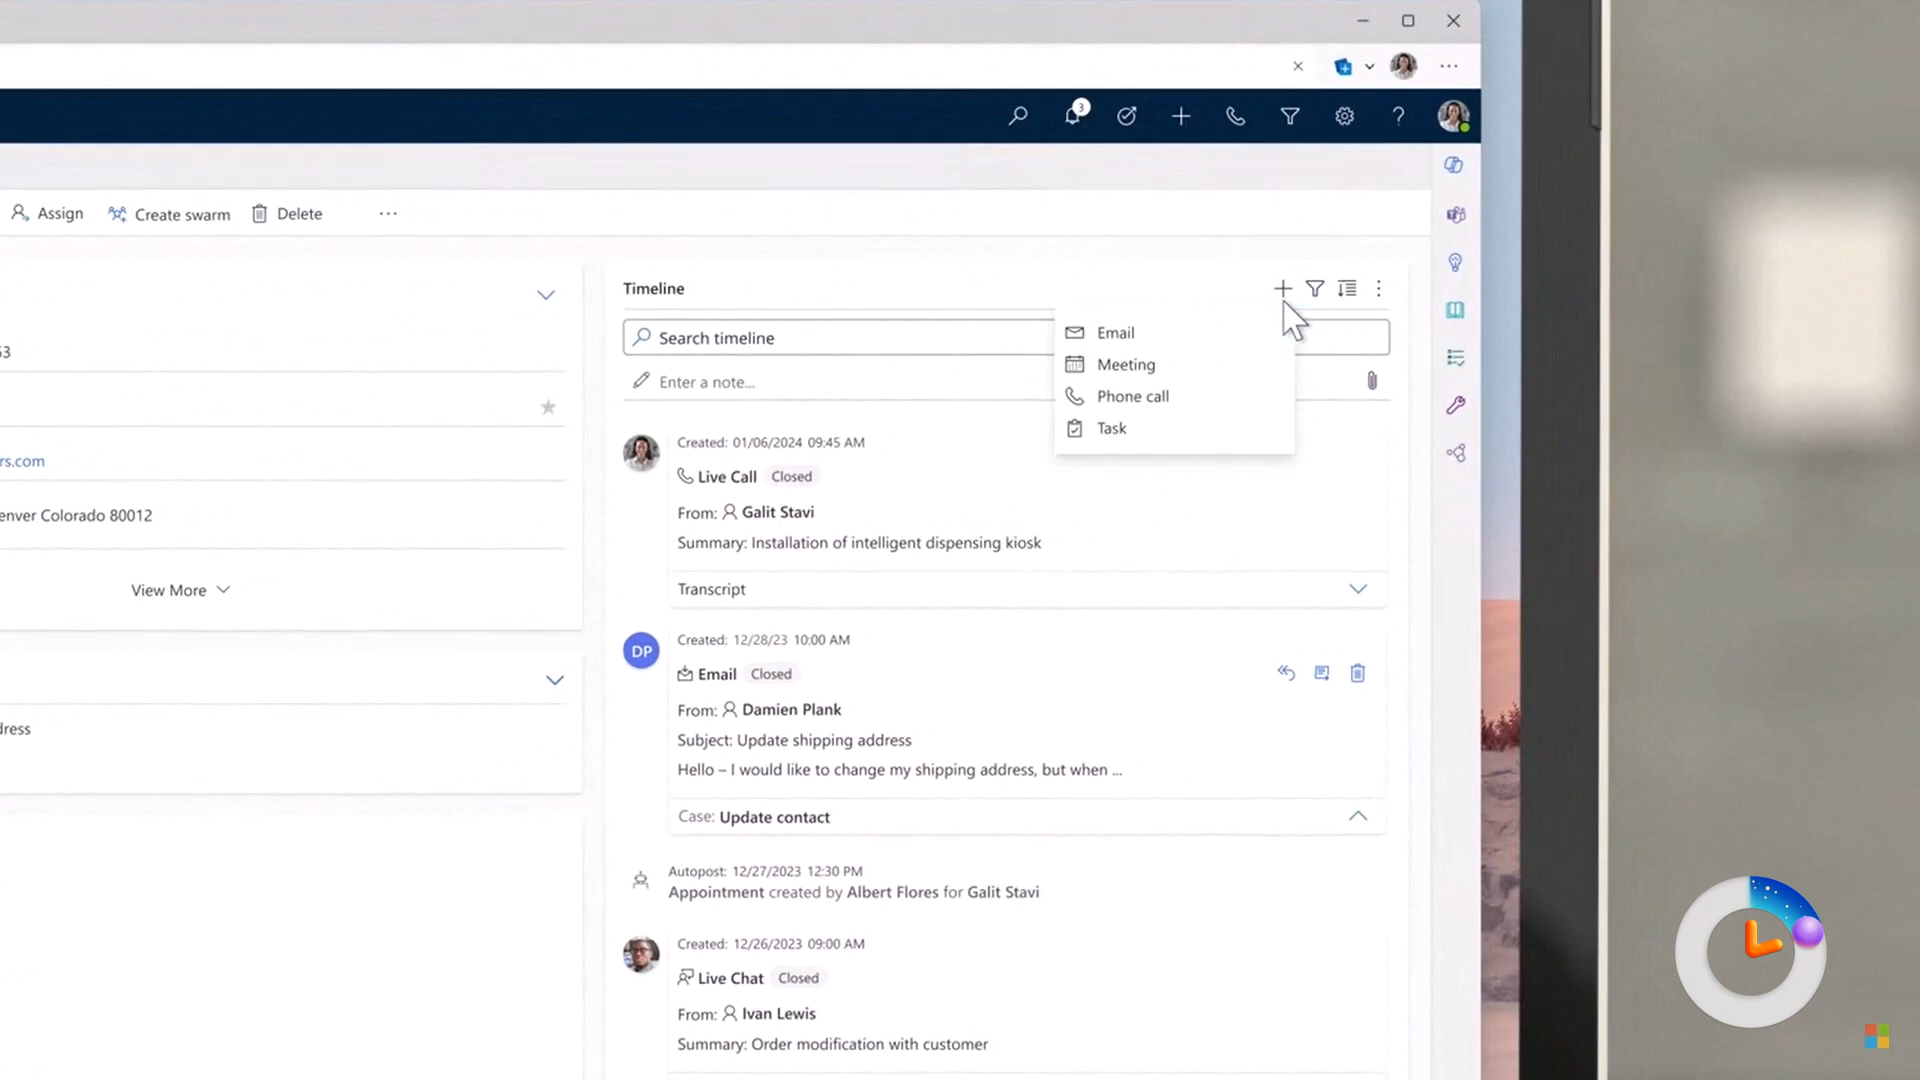 3
Assign
Create swarm
Delete
53
rs.com
enver Colorado 80012
View More
dress
Timeline
Search timeline
Enter a note...
Email
Meeting
Phone call
Task
Created: 01/06/2024 09:45 AM
Live Call Closed
From: Galit Stavi
Summary: Installation of intelligent dispensing kiosk
Transcript
DP
Created: 12/28/23 10:00 AM
Email Closed
From: Damien Plank
Subject: Update shipping address
Hello – I would like to change my shipping address, but when ...
Case: Update contact
Autopost: 12/27/2023 12:30 PM
Appointment created by Albert Flores for Galit Stavi
Created: 12/26/2023 09:00 AM
Live Chat Closed
From: Ivan Lewis
Summary: Order modification with customer